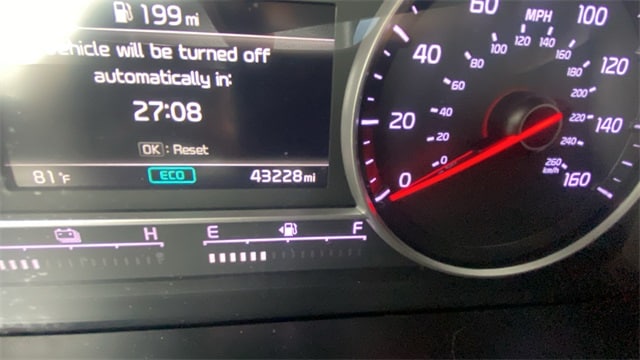 199 mi
Vehicle will be turned off
automatically in:
27:08
OK : Reset
81°F ECO 43228 mi
H E F
MPH
0 20 40 60 100 120 140 160
0 20 40 60 80 100 120 140 160 180 200 220 240 260
km/h